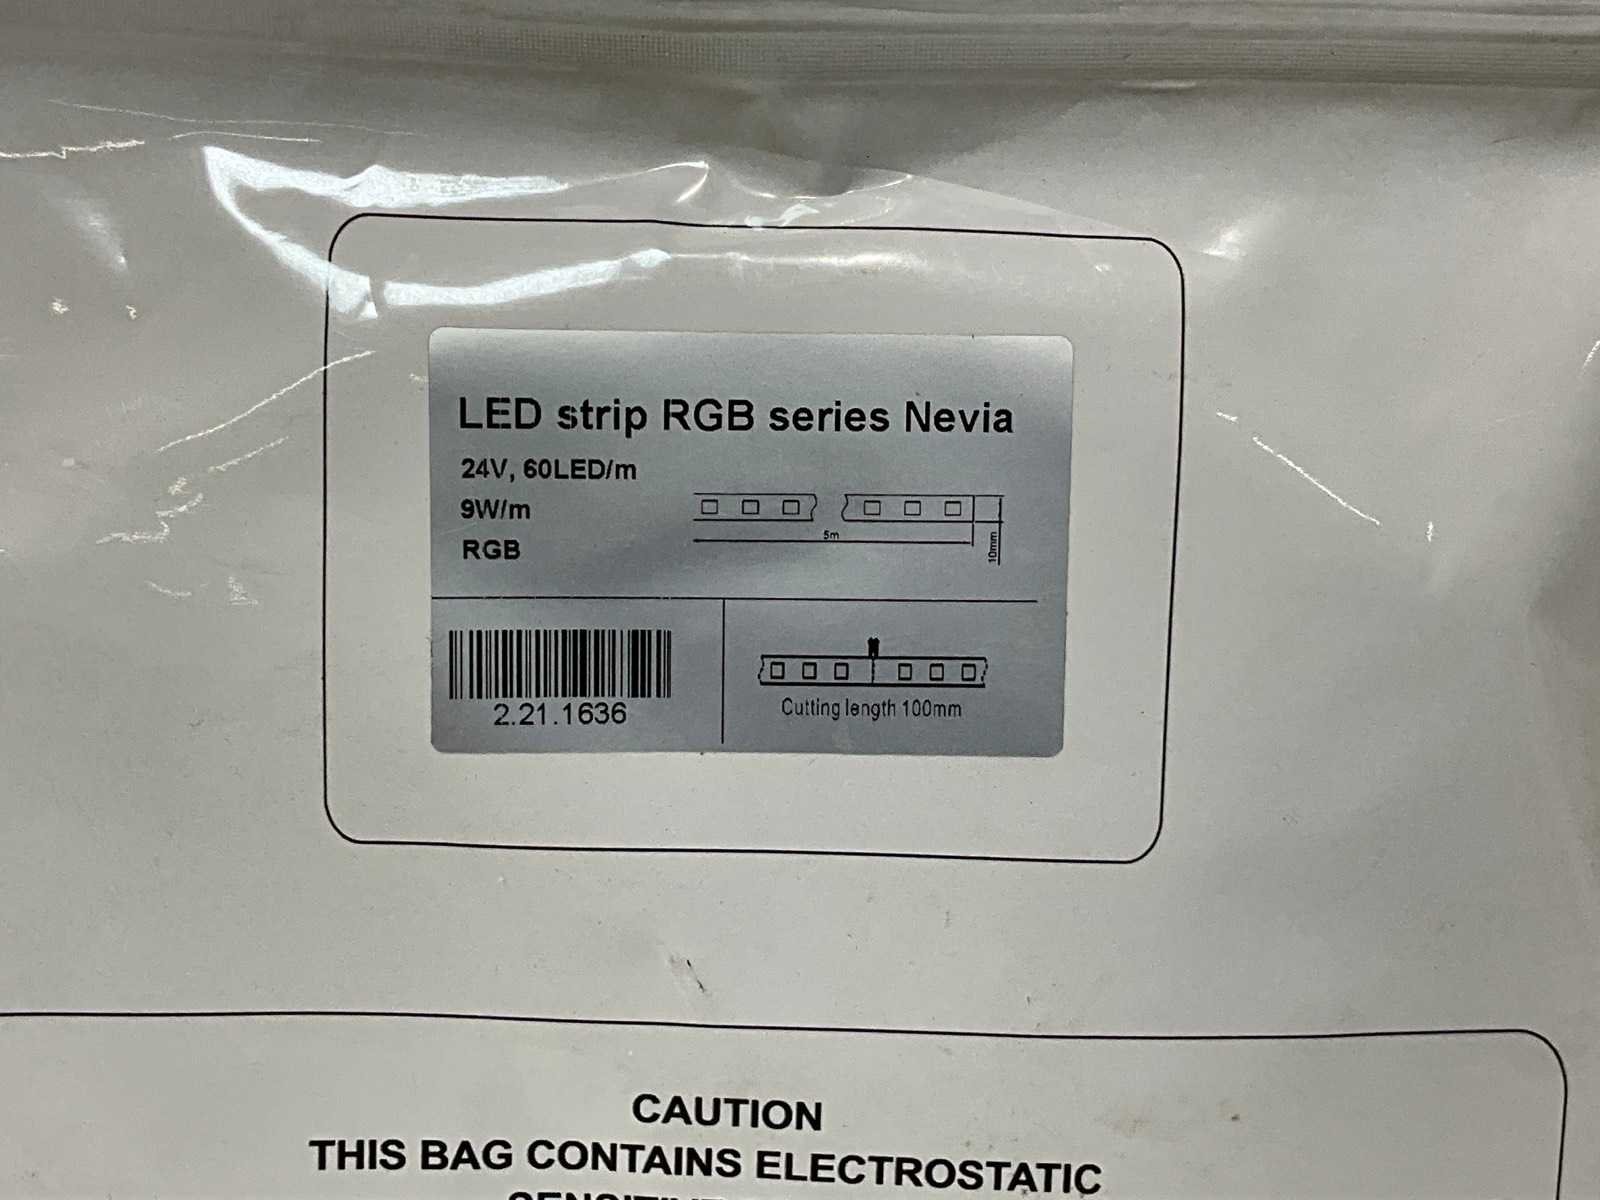 LED strip RGB series Nevia
24V, 60LED/m
9W/m
RGB
5m
10mm
2.21.1636
Cutting length 100mm
CAUTION
THIS BAG CONTAINS ELECTROSTATIC